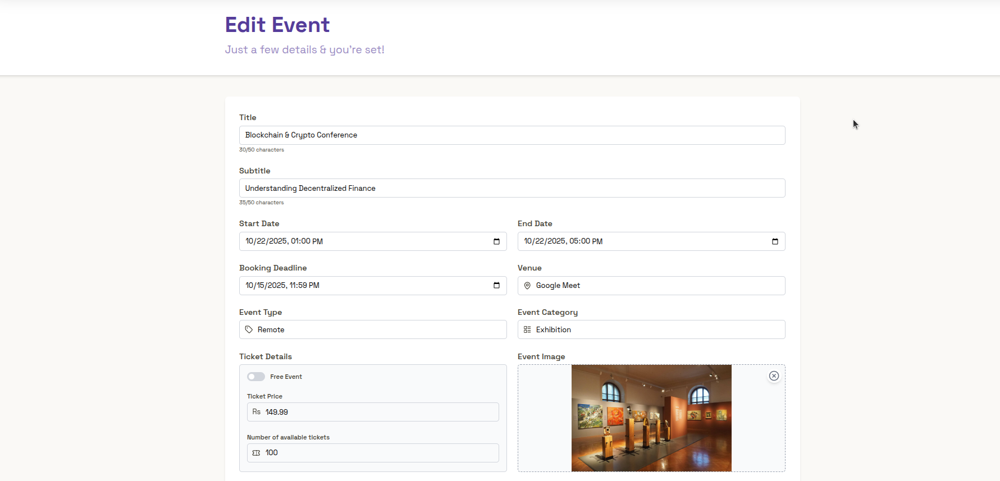 Edit Event
Just a few details & you're set!
Title
Blockchain & Crypto Conference
30/50 characters
Subtitle
Understanding Decentralized Finance
35/50 characters
Start Date
End Date
10/22/2025, 01:00 PM
10/22/2025, 05:00 PM
Booking Deadline
Venue
10/15/2025, 11:59 PM
Google Meet
Event Type
Event Category
Remote
Exhibition
Ticket Details
Event Image
Free Event
Ticket Price
Rs 149.99
Number of available tickets
100